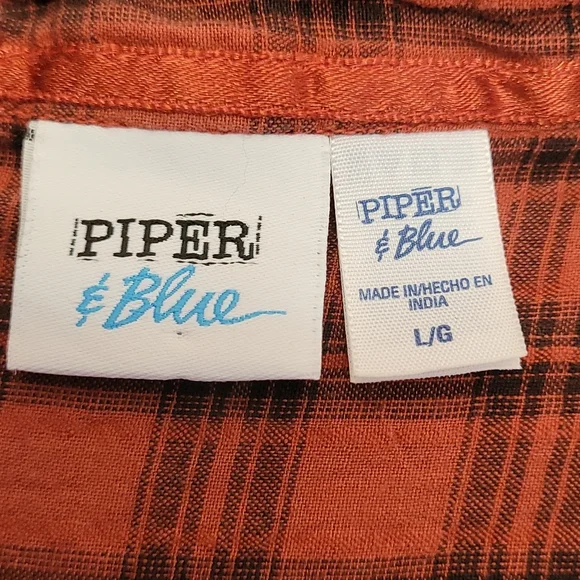 PIPER
& Blue
PIPER
& Blue
MADE IN/HECHO EN
INDIA
L/G